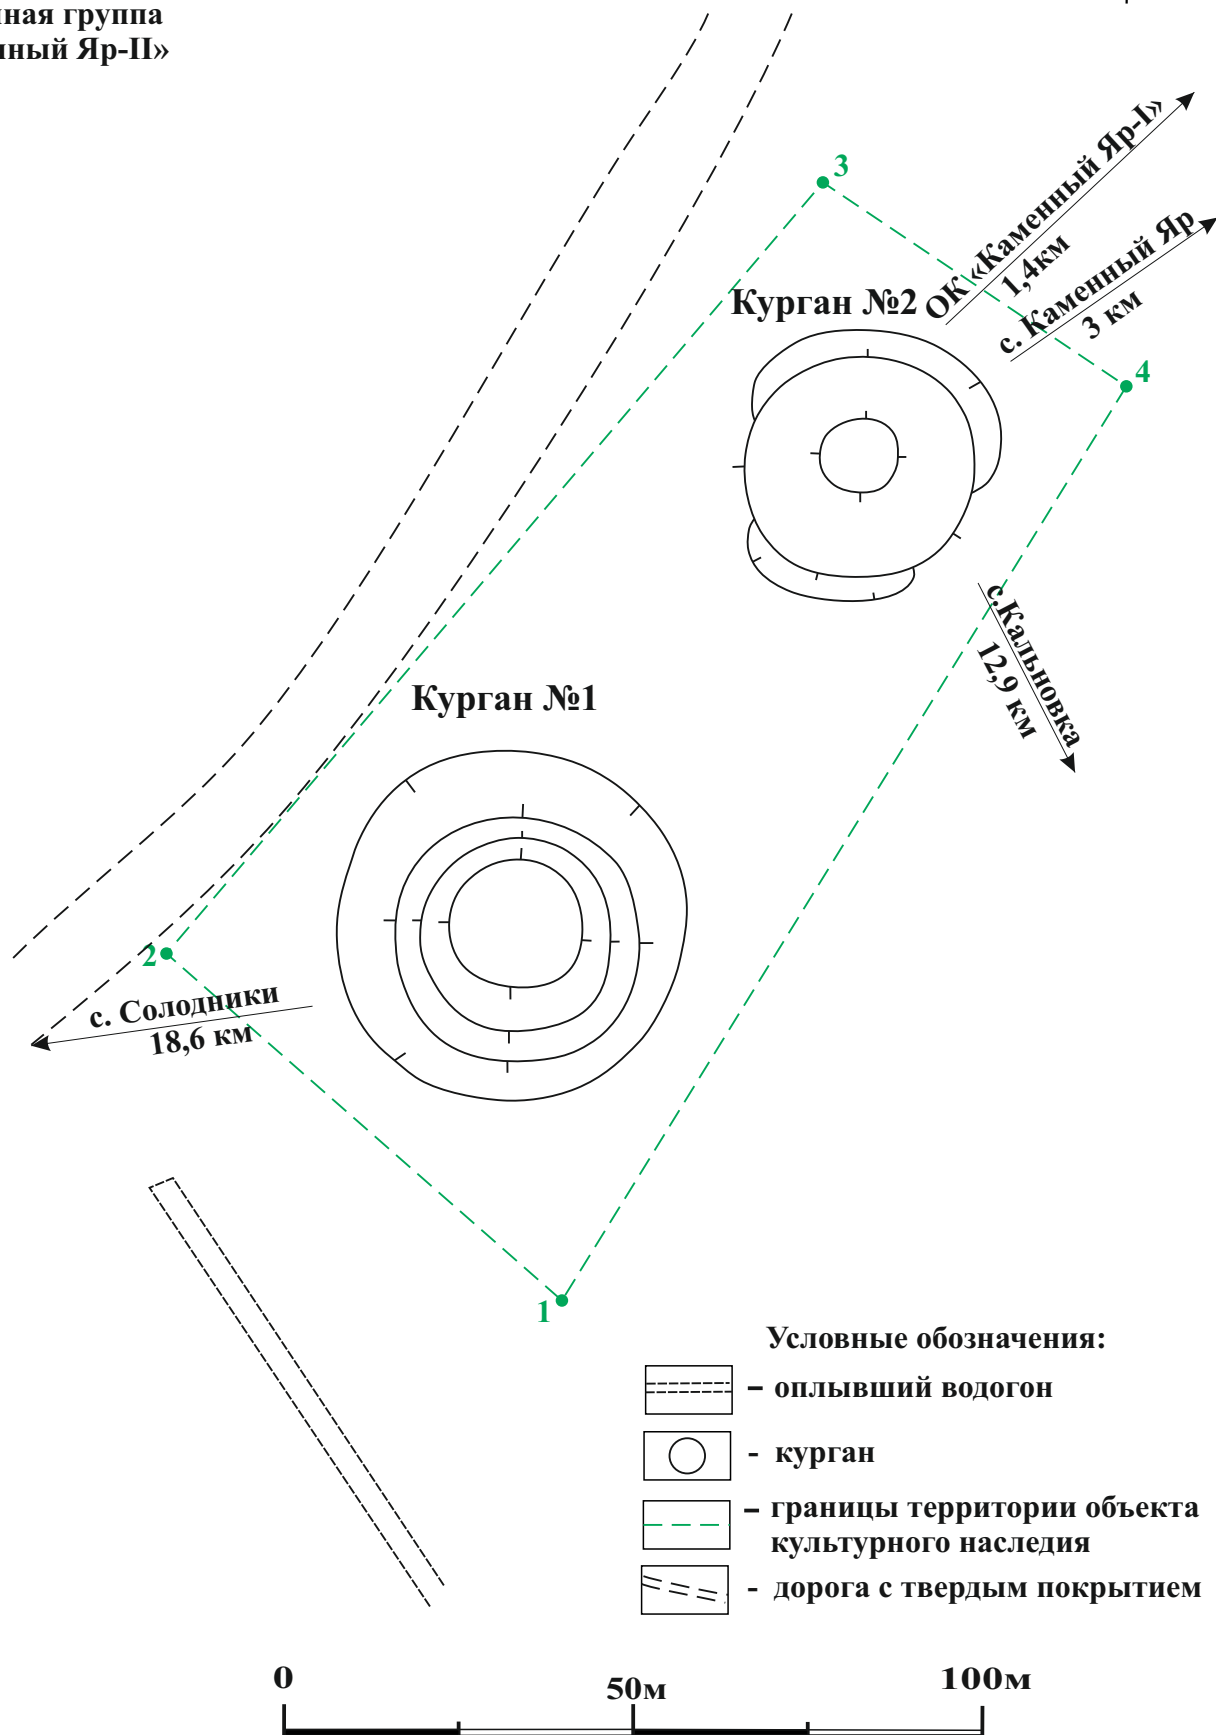 ная группа
ный Яр-II»
3
ОК «Каменный Яр-I»
1,4км
с. Каменный Яр
3 км
Курган №2
4
с.Кальновка
12,9 км
Курган №1
2
с. Солодники
18,6 км
1
Условные обозначения:
– оплывший водогон
- курган
– границы территории объекта
культурного наследия
- дорога с твердым покрытием
0
50м
100м